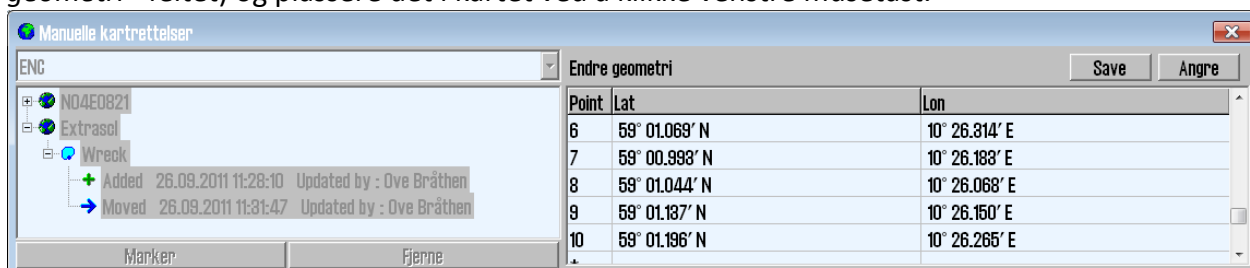 geometri - feltet) og plassere det i kartet ved å klikke venstre musetast.
Manuelle kartrettelser
ENC
N04E0821
Extrascl
Wreck
Added 26.09.2011 11:28:10 Updated by : Ove Bråthen
Moved 26.09.2011 11:31:47 Updated by : Ove Bråthen
Marker Fjerne
Endre geometri Save Angre
Point Lat Lon
6 59° 01.069′ N 10° 26.314′ E
7 59° 00.993′ N 10° 26.183′ E
8 59° 01.044′ N 10° 26.068′ E
9 59° 01.137′ N 10° 26.150′ E
10 59° 01.196′ N 10° 26.265′ E